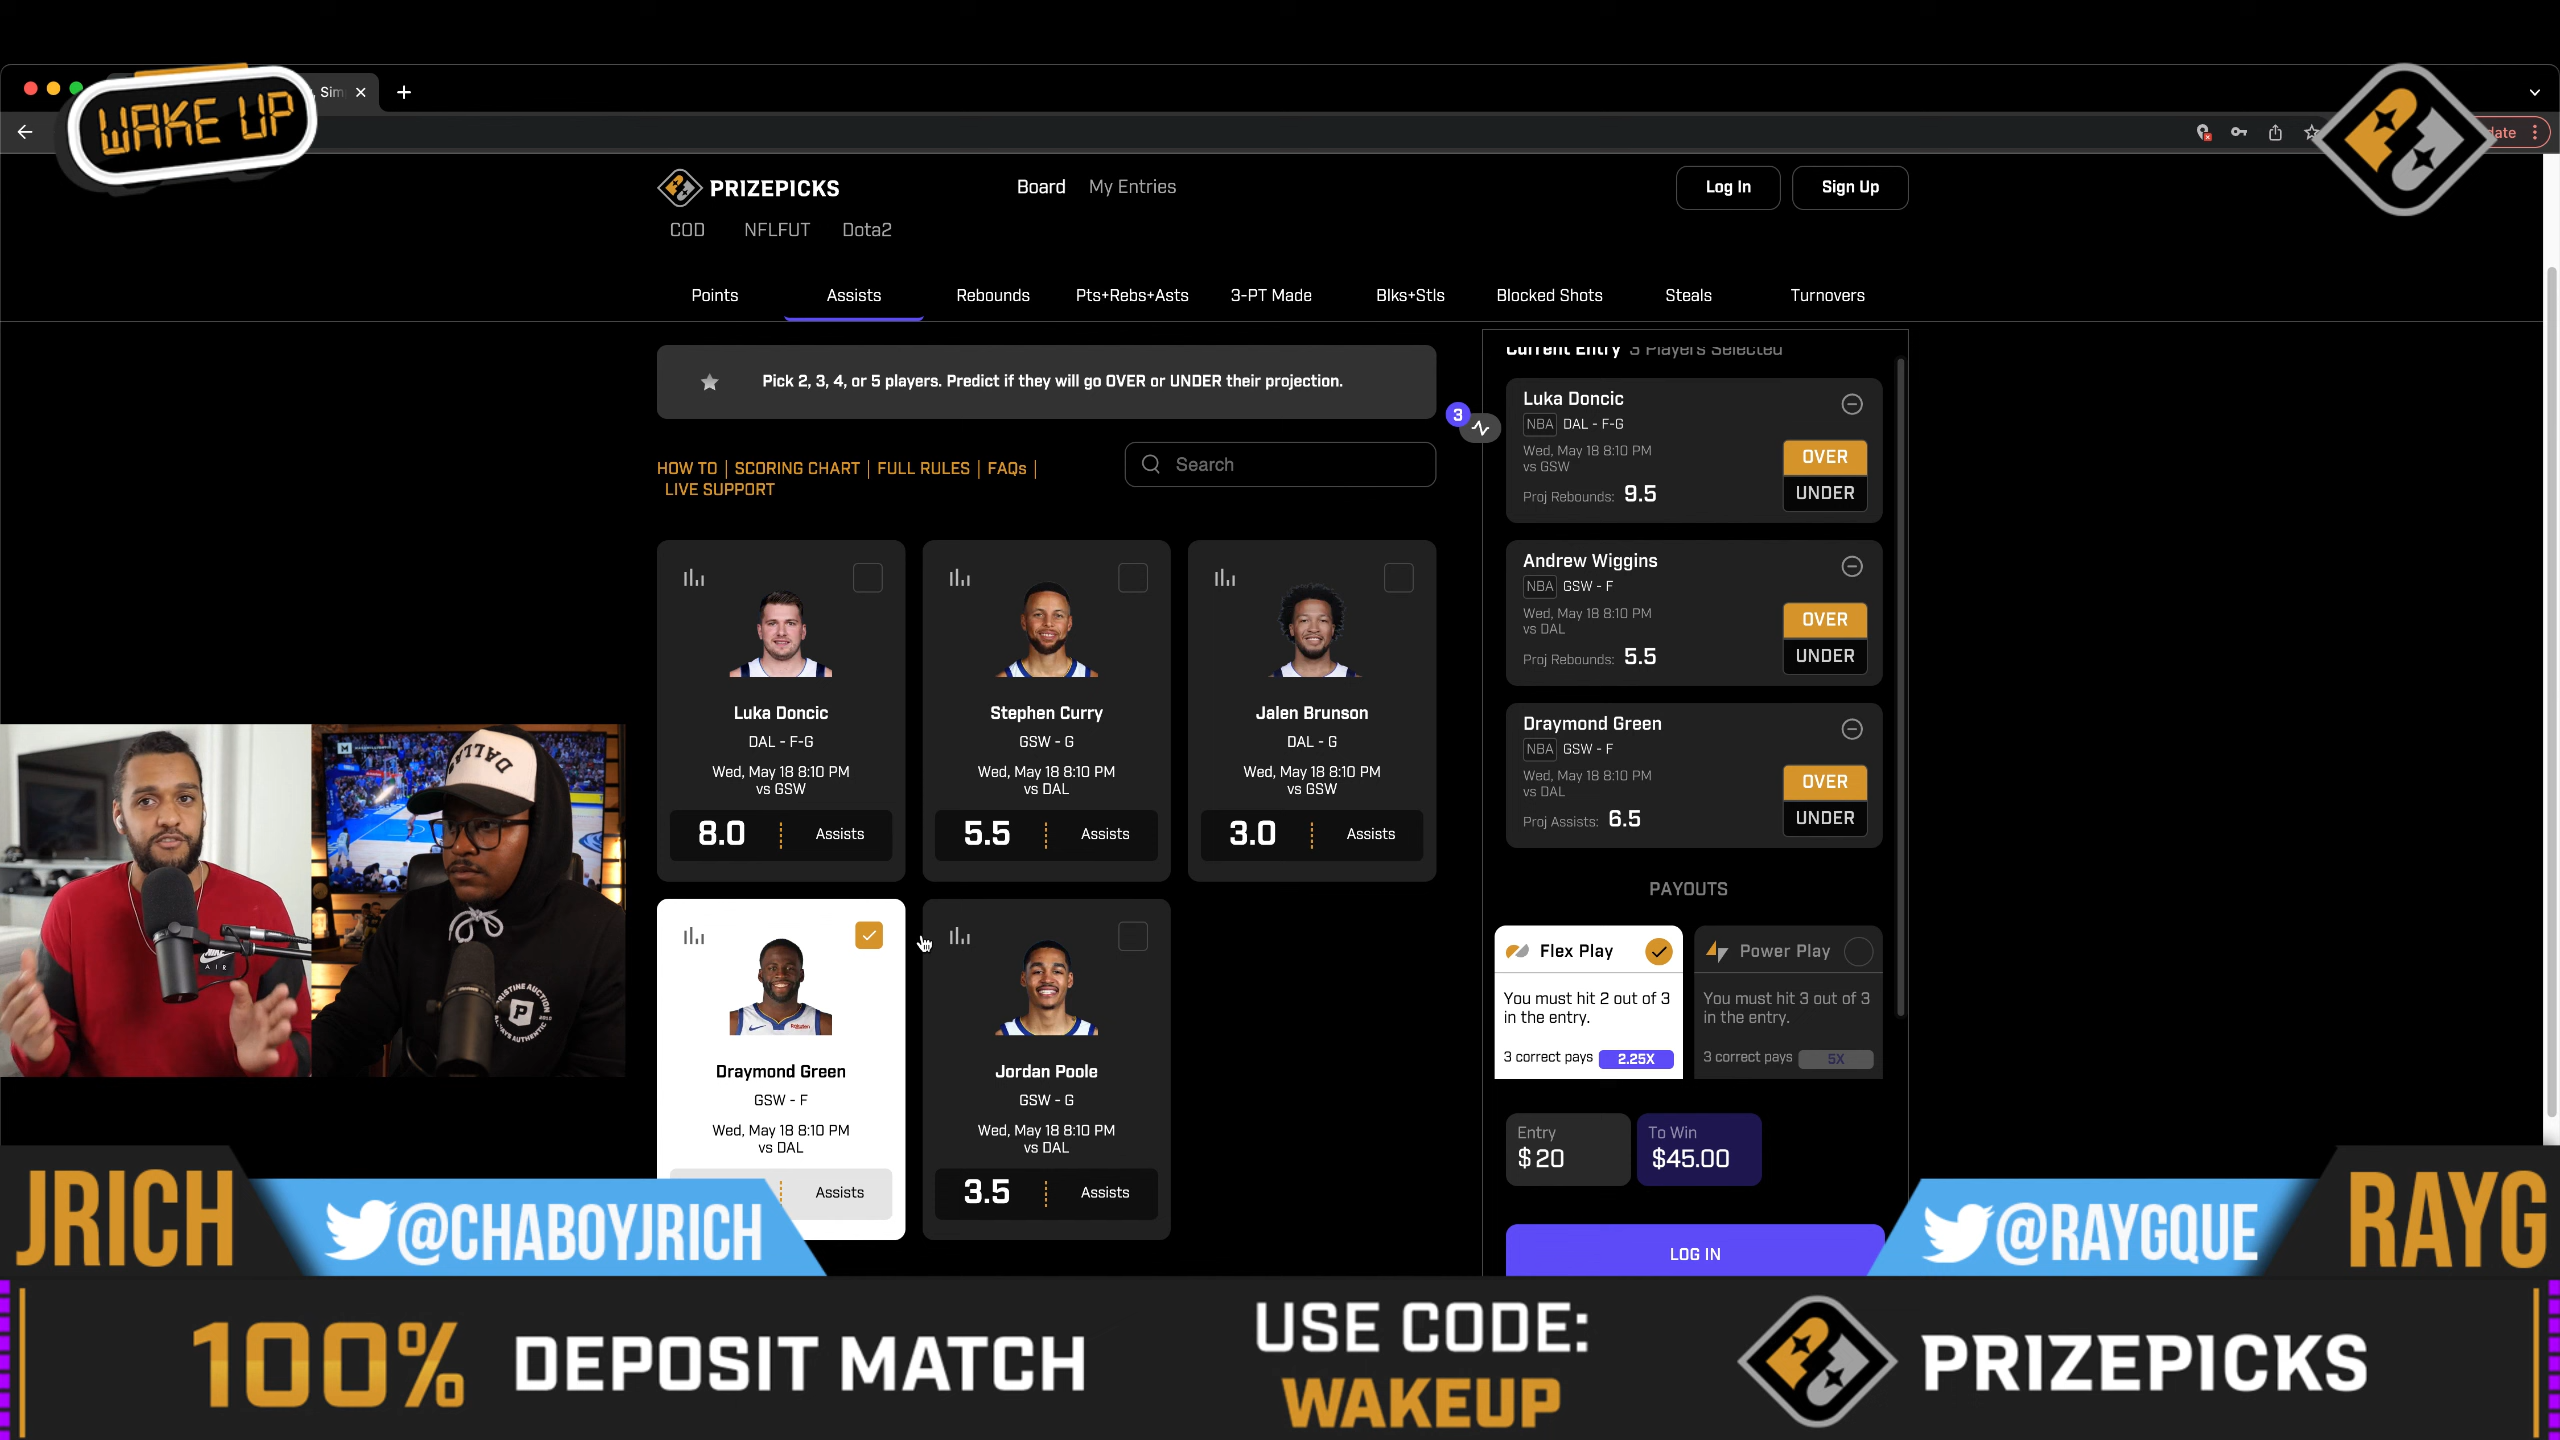 WAKE UP
, Sim
date
PRIZEPICKS
Board
My Entries
Log In
Sign Up
COD
NFLFUT
Dota2
Points
Assists
Rebounds
Pts+Rebs+Asts
3-PT Made
Blks+Stls
Blocked Shots
Steals
Turnovers
Pick 2, 3, 4, or 5 players. Predict if they will go OVER or UNDER their projection.
HOW TO | SCORING CHART | FULL RULES | FAQs |
LIVE SUPPORT
Search
Luka Doncic
DAL - F-G
Wed, May 18 8:10 PM
vs GSW
8.0
Assists
Stephen Curry
GSW - G
Wed, May 18 8:10 PM
vs DAL
5.5
Assists
Jalen Brunson
DAL - G
Wed, May 18 8:10 PM
vs GSW
3.0
Assists
Draymond Green
GSW - F
Wed, May 18 8:10 PM
vs DAL
Assists
Jordan Poole
GSW - G
Wed, May 18 8:10 PM
vs DAL
3.5
Assists
3
Current Entry 3 Players Selected
Luka Doncic
NBA DAL - F-G
Wed, May 18 8:10 PM
vs GSW
Proj Rebounds: 9.5
OVER
UNDER
Andrew Wiggins
NBA GSW - F
Wed, May 18 8:10 PM
vs DAL
Proj Rebounds: 5.5
OVER
UNDER
Draymond Green
NBA GSW - F
Wed, May 18 8:10 PM
vs DAL
Proj Assists: 6.5
OVER
UNDER
PAYOUTS
Flex Play
You must hit 2 out of 3
in the entry.
3 correct pays 2.25X
Power Play
You must hit 3 out of 3
in the entry.
3 correct pays 5X
Entry
$ 20
To Win
$45.00
LOG IN
AIR
JRICH
@CHABOYJRICH
@RAYGQUE
RAYG
100% DEPOSIT MATCH
USE CODE:
WAKEUP
PRIZEPICKS